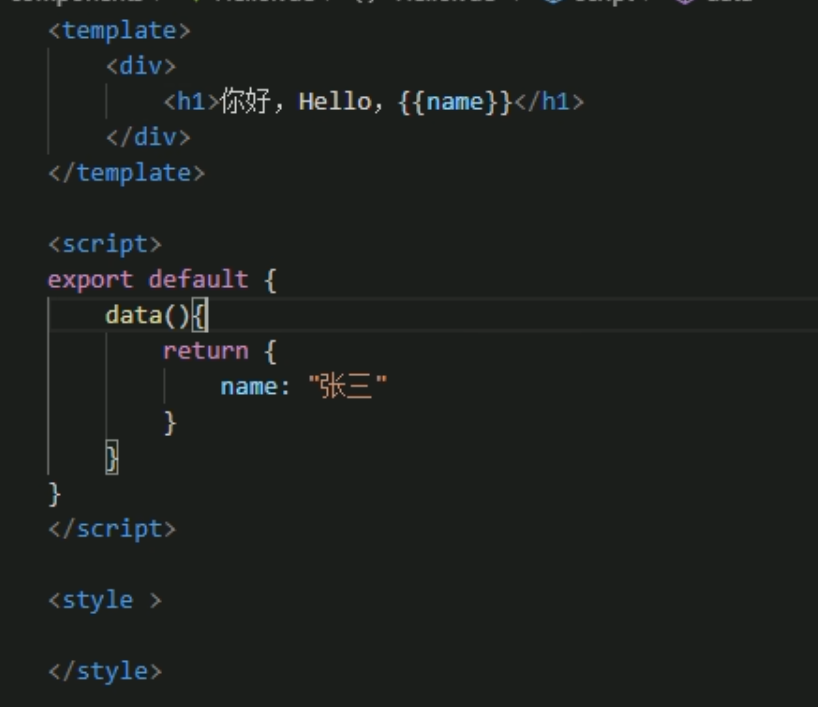 <template>
    <div>
        <h1>你好，Hello，{{name}}</h1>
    </div>
</template>

<script>
export default {
    data(){
        return {
            name: "张三"
        }
    }
}
</script>

<style >

</style>